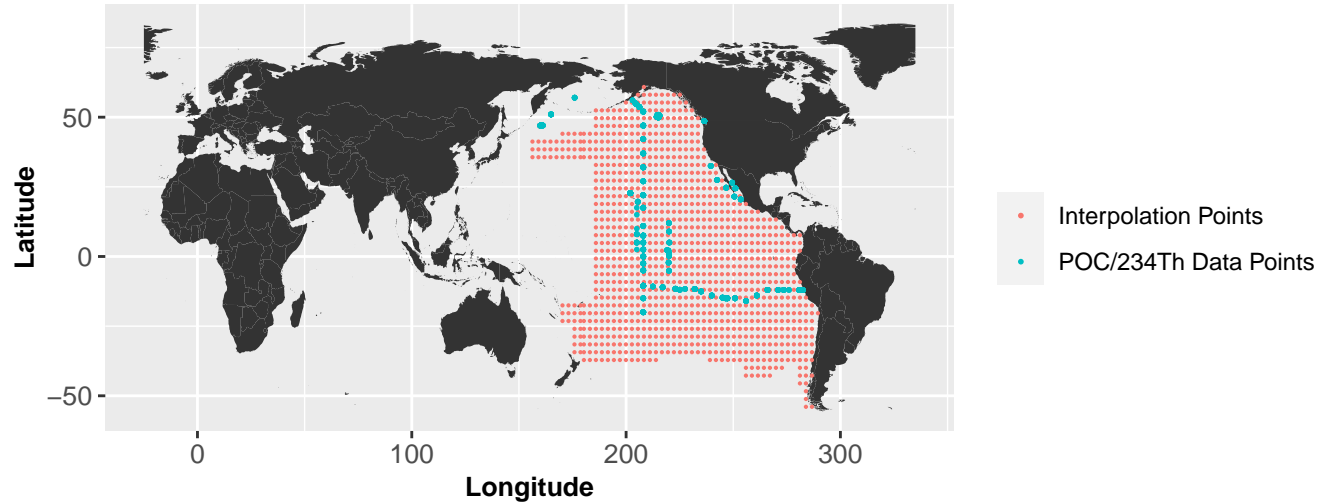 50
0
−50
0
100
200
300
Latitude
Longitude
Interpolation Points
POC/234Th Data Points